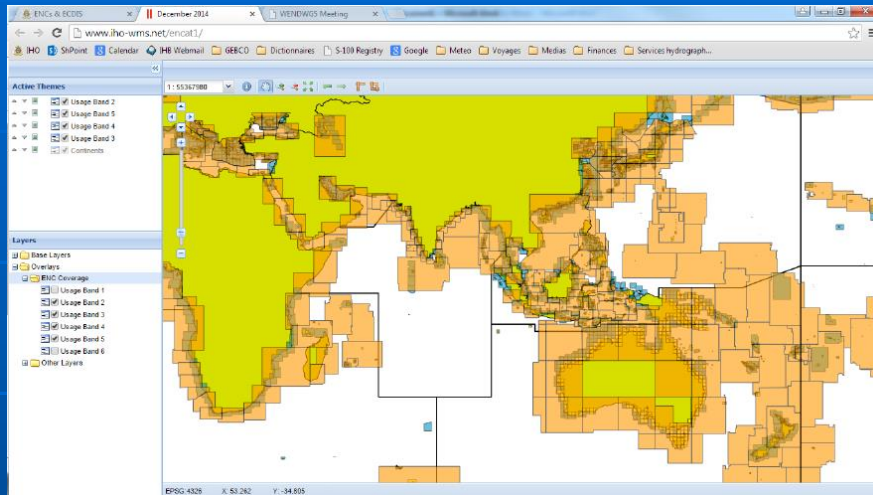 ENCs & ECDIS
December 2014
WENDWG5 Meeting
www.iho-wms.net/encat1/
IHO
ShPoint
Calendar
IHB Webmail
GEBCO
Dictionnaires
S-100 Registry
Google
Meteo
Voyages
Medias
Finances
Services hydrograph...
Active Themes
Usage Band 2
Usage Band 5
Usage Band 4
Usage Band 3
Continents
1 : 55367980
Layers
Base Layers
Overlays
ENC Coverage
Usage Band 1
Usage Band 2
Usage Band 3
Usage Band 4
Usage Band 5
Usage Band 6
Other Layers
EPSG:4326 X: 53.262 Y: -34.805